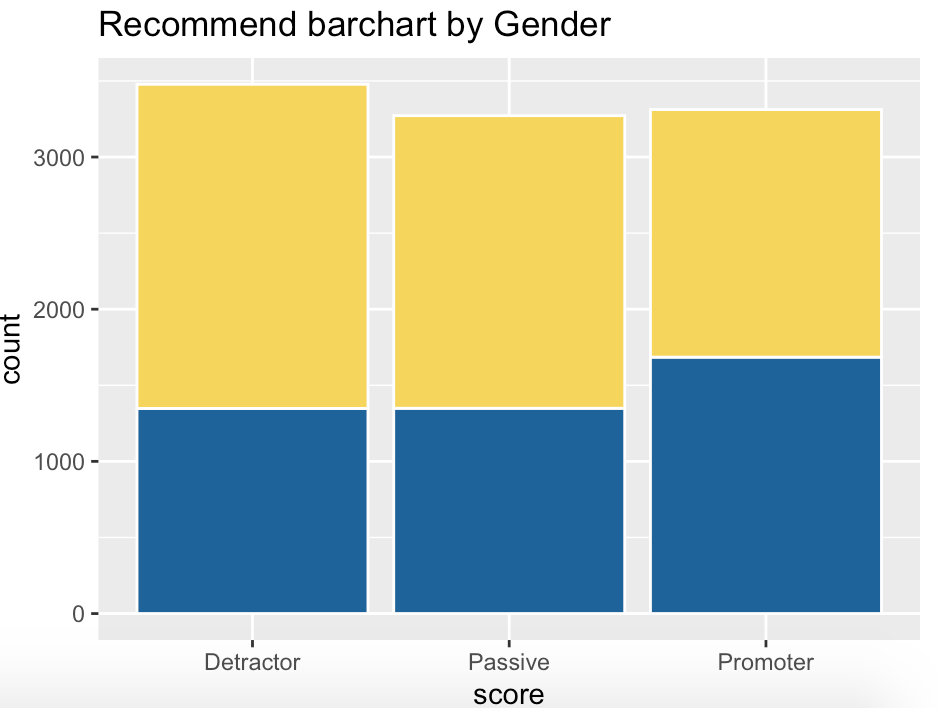 Recommend barchart by Gender
3000
2000
1000
0
count
Detractor Passive Promoter
score